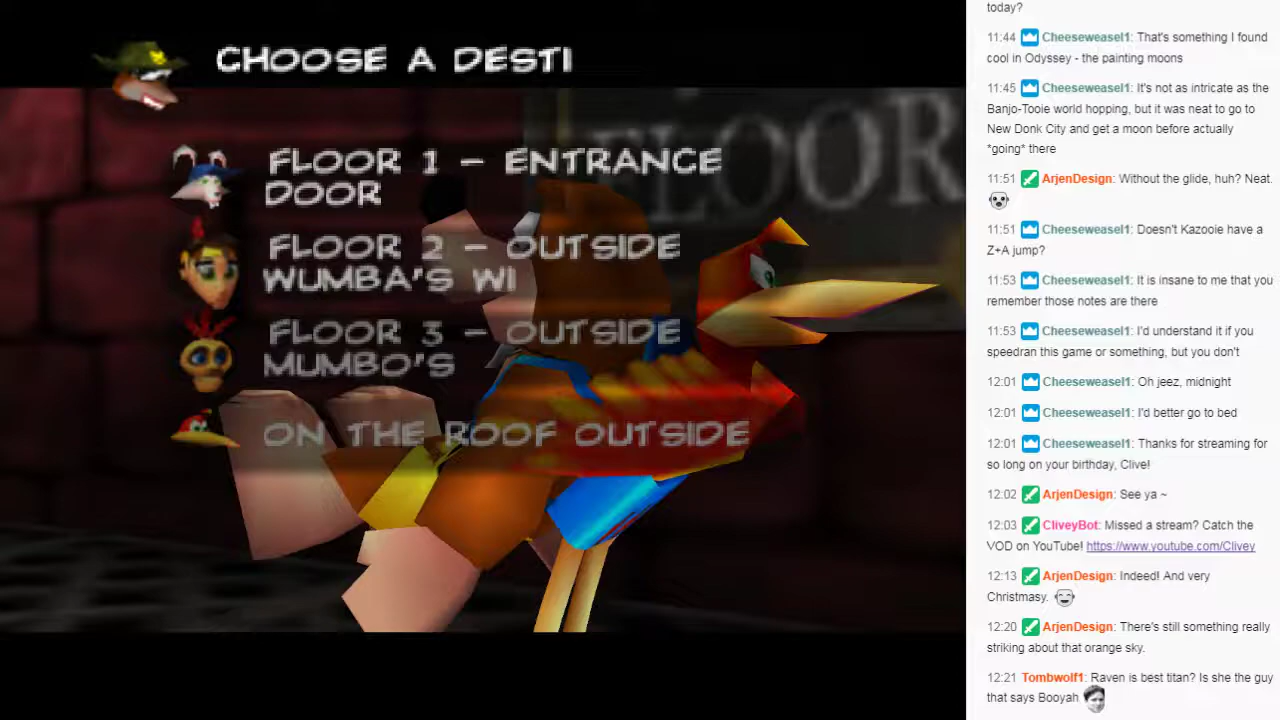 CHOOSE A DESTI
FLOOR
FLOOR 1 - ENTRANCE
DOOR
FLOOR 2 - OUTSIDE
WUMBA'S WI
FLOOR 3 - OUTSIDE
MUMBO'S
ON THE ROOF OUTSIDE
today?
11:44 Cheeseweasel1: That's something I found
cool in Odyssey - the painting moons
11:45 Cheeseweasel1: It's not as intricate as the
Banjo-Tooie world hopping, but it was neat to go to
New Donk City and get a moon before actually
*going* there
11:51 ArjenDesign: Without the glide, huh? Neat.
11:51 Cheeseweasel1: Doesn't Kazooie have a
Z+A jump?
11:53 Cheeseweasel1: It is insane to me that you
remember those notes are there
11:53 Cheeseweasel1: I'd understand it if you
speedran this game or something, but you don't
12:01 Cheeseweasel1: Oh jeez, midnight
12:01 Cheeseweasel1: I'd better go to bed
12:01 Cheeseweasel1: Thanks for streaming for
so long on your birthday, Clive!
12:02 ArjenDesign: See ya ~
12:03 CliveyBot: Missed a stream? Catch the
VOD on YouTube! https://www.youtube.com/Clivey
12:13 ArjenDesign: Indeed! And very
Christmasy.
12:20 ArjenDesign: There's still something really
striking about that orange sky.
12:21 Tombwolf1: Raven is best titan? Is she the guy
that says Booyah